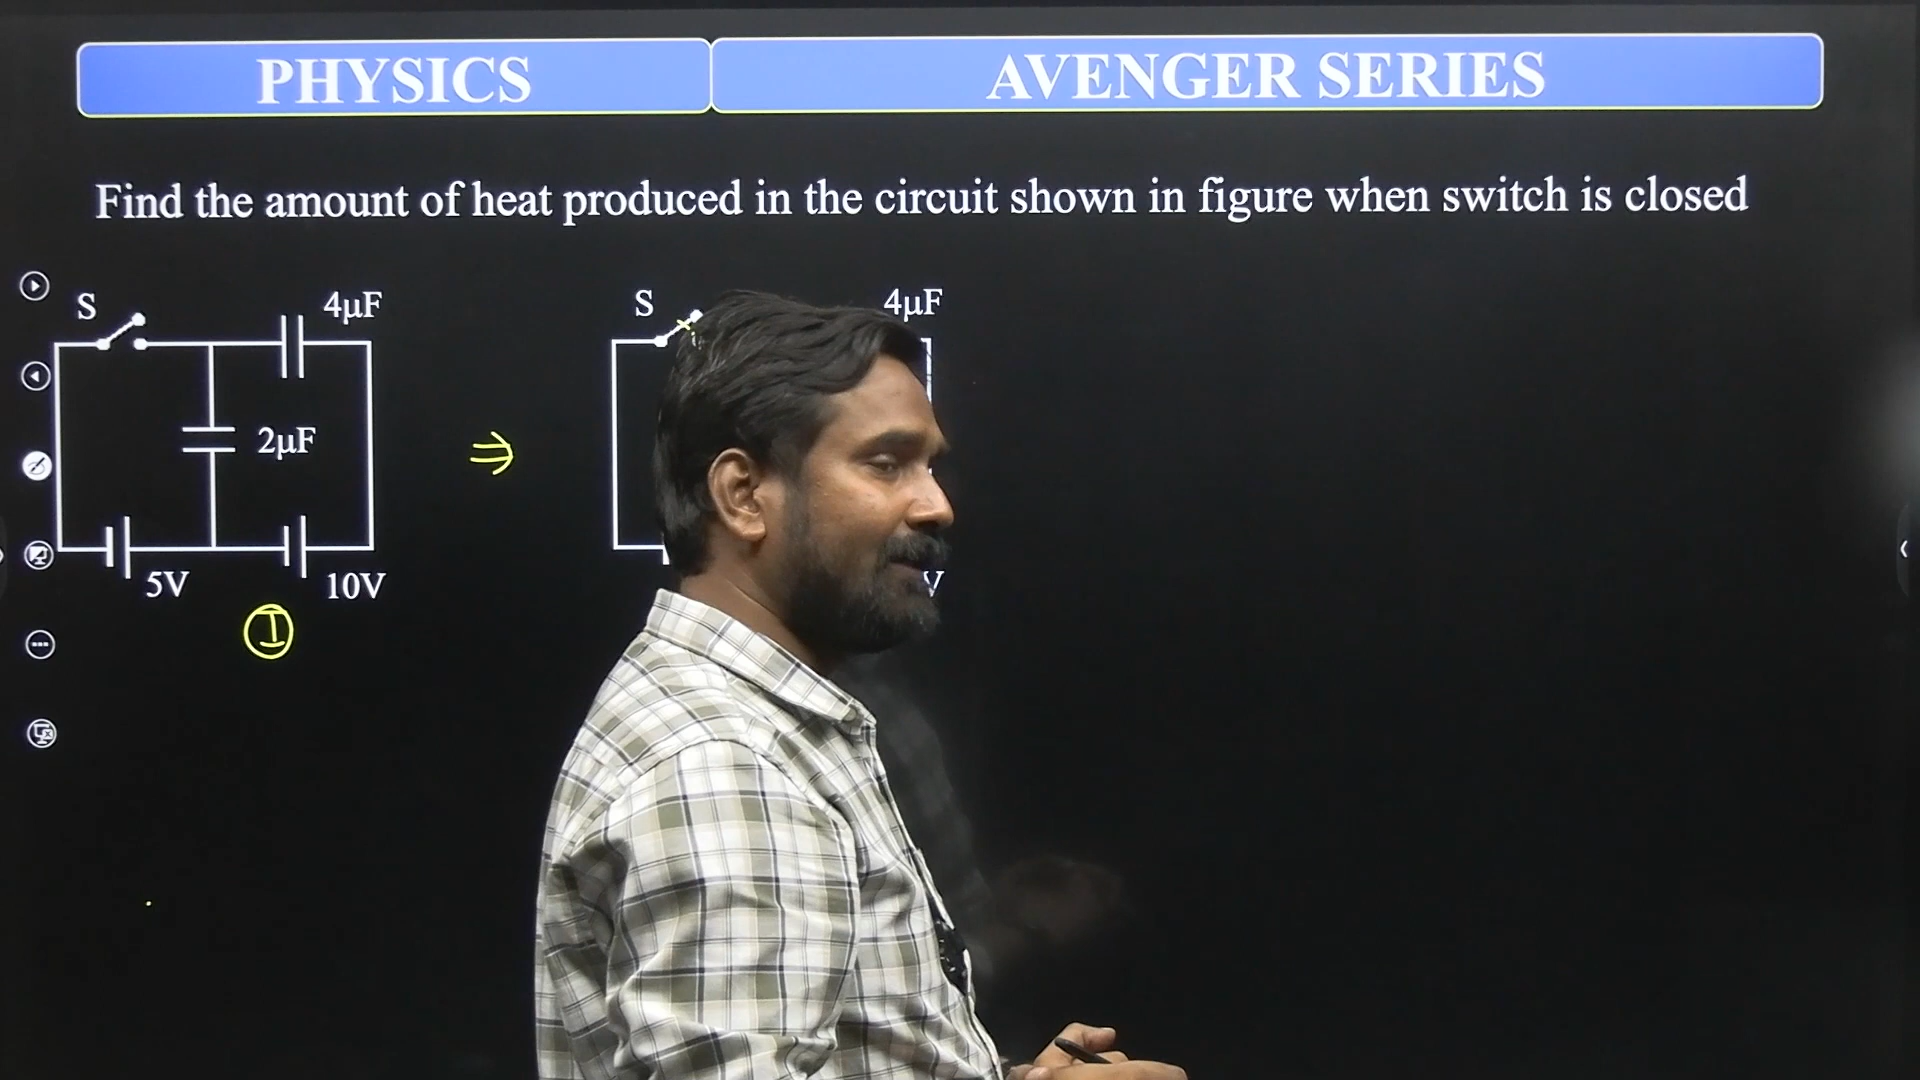 PHYSICS
AVENGER SERIES
Find the amount of heat produced in the circuit shown in figure when switch is closed
S
4μF
2μF
5V
10V
I
⇒
S
4μF
V